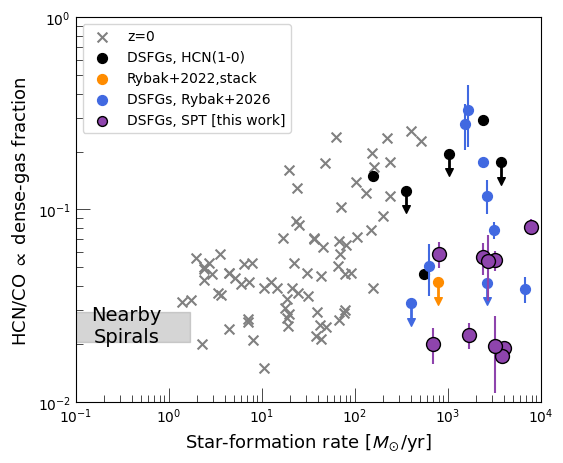 10⁰
z=0
DSFGs, HCN(1-0)
Rybak+2022,stack
DSFGs, Rybak+2026
DSFGs, SPT [this work]
HCN/CO ∝ dense-gas fraction
10⁻¹
Nearby
Spirals
10⁻²
10⁻¹ 10⁰ 10¹ 10² 10³ 10⁴
Star-formation rate [M⊙/yr]